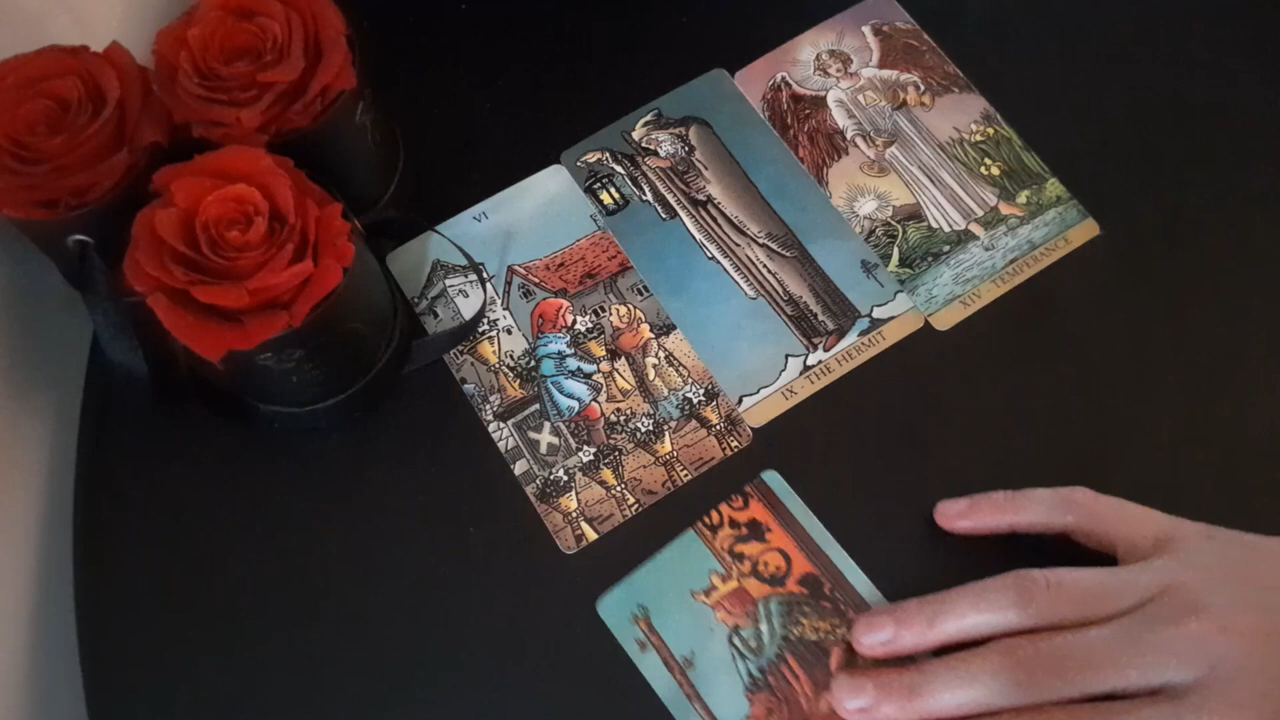 VI
IX - THE HERMIT
XIV - TEMPERANCE